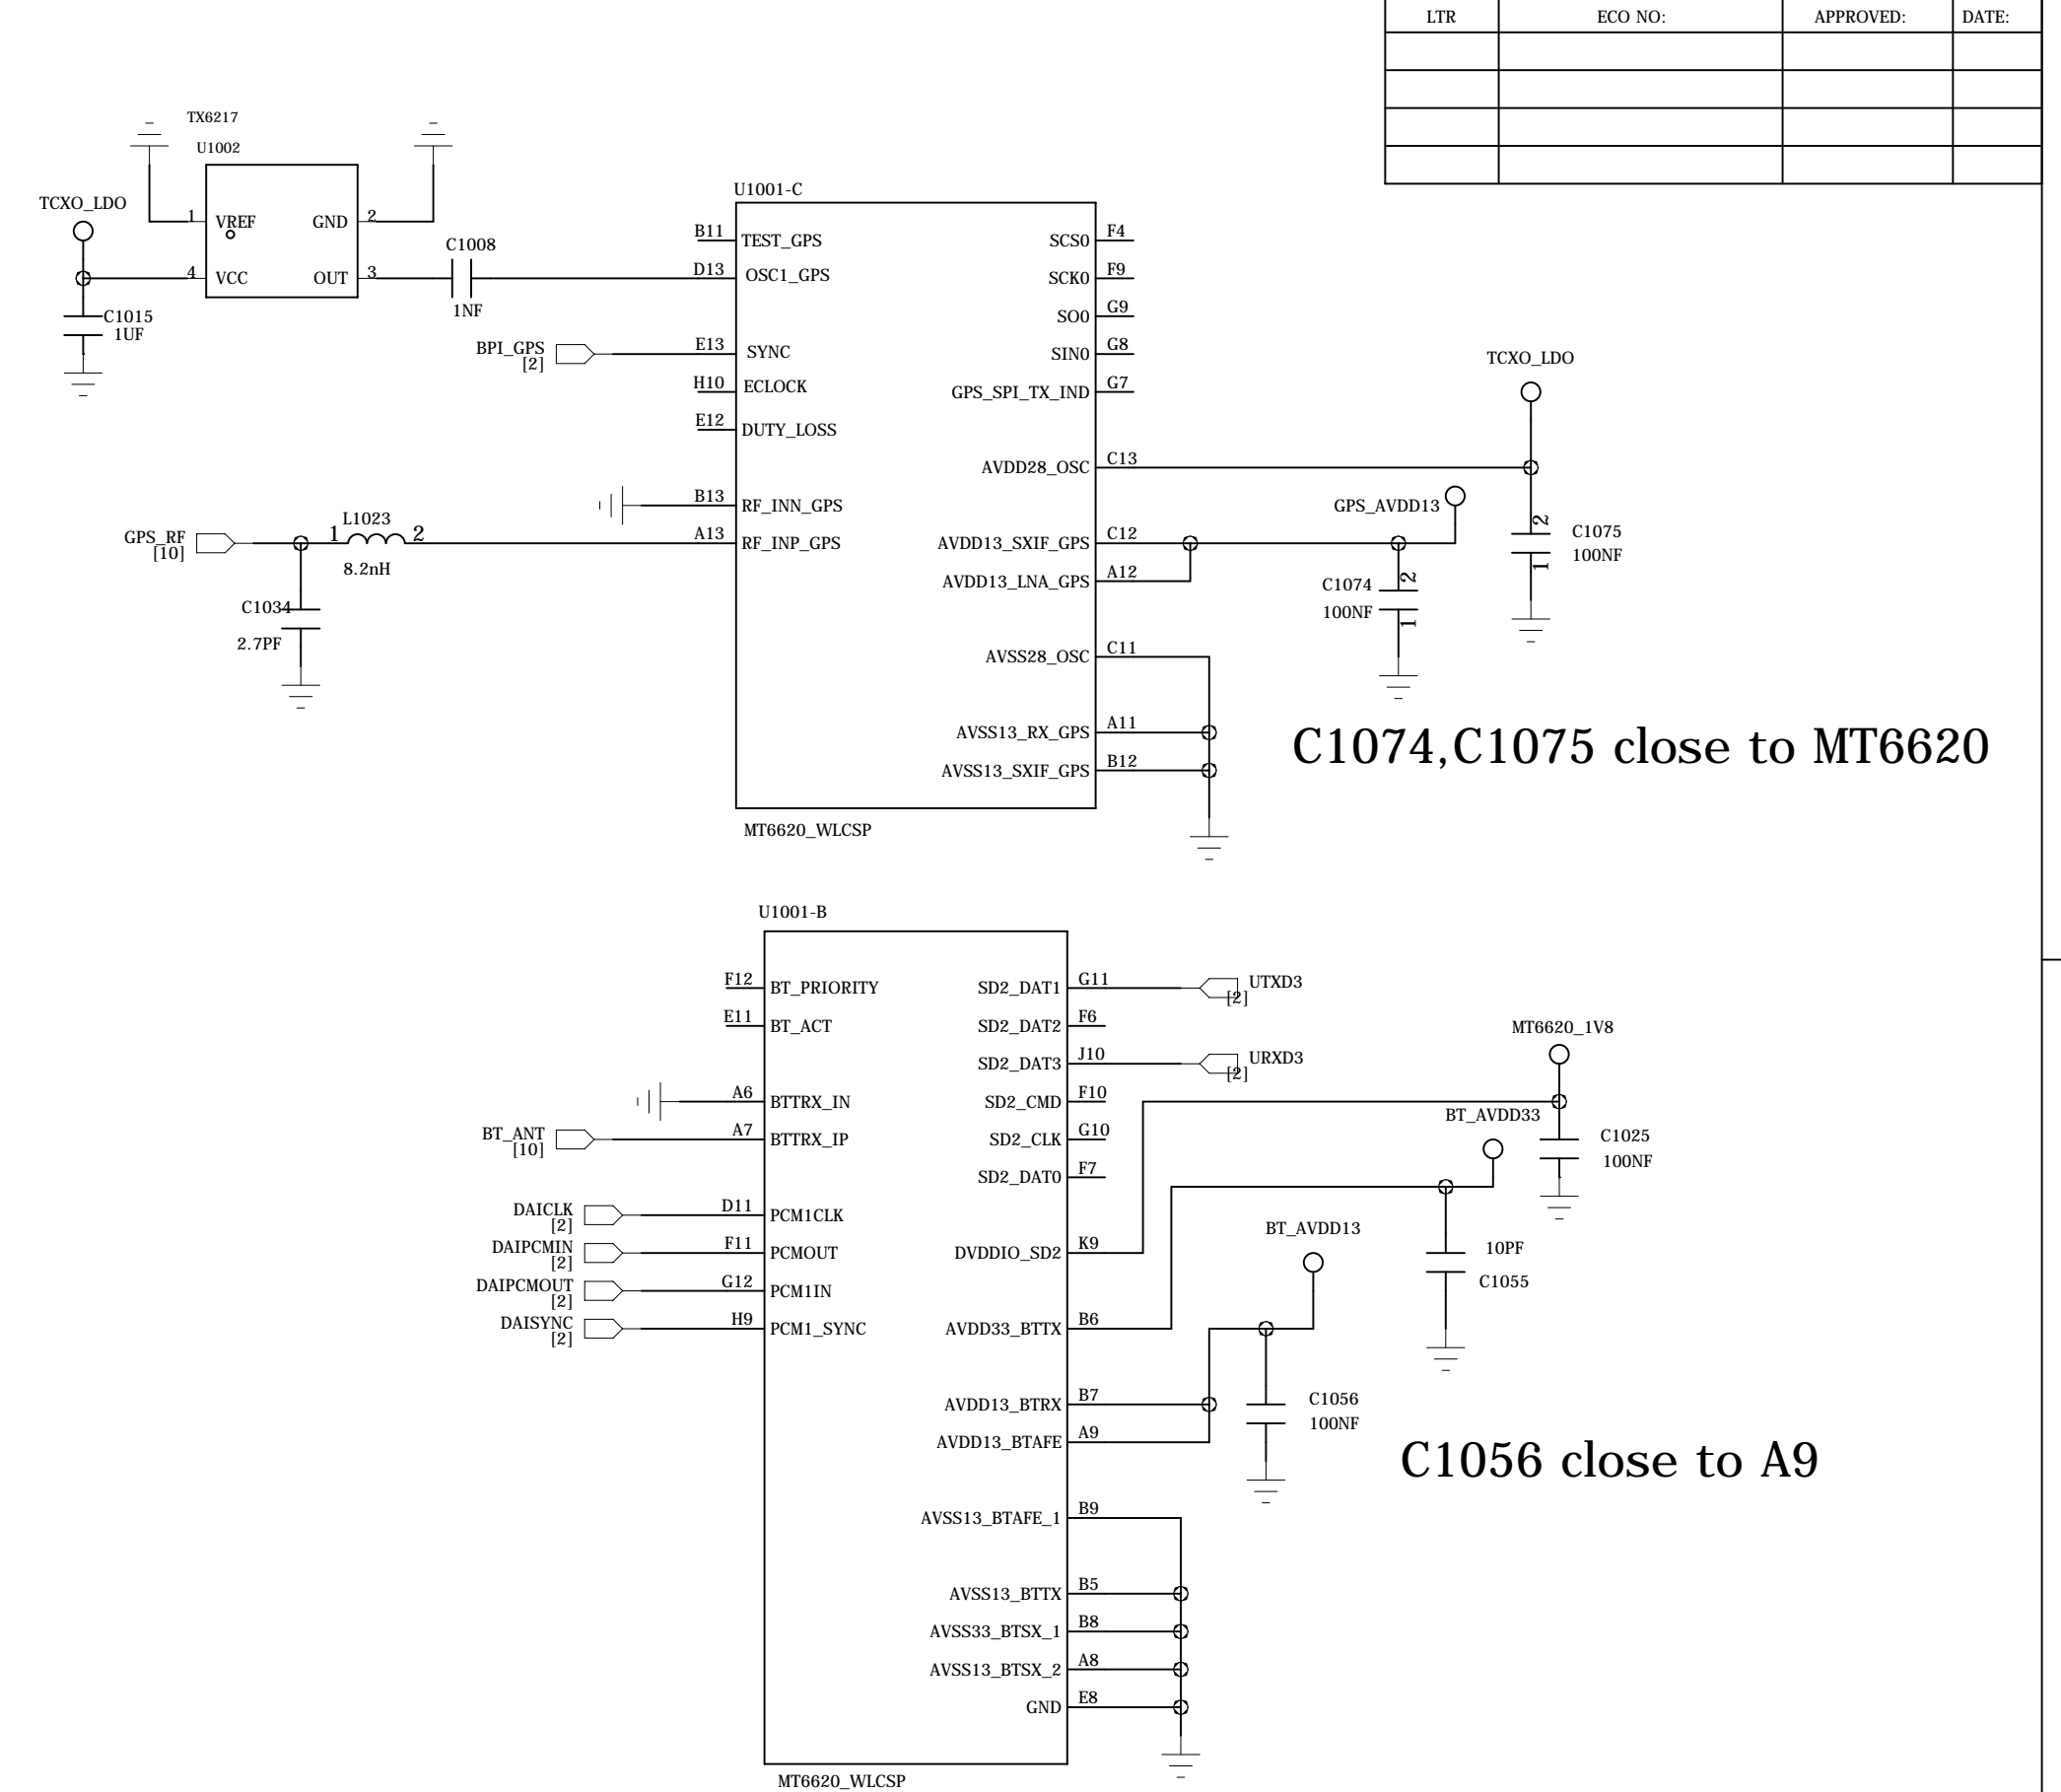 LTR ECO NO: APPROVED: DATE:
TX6217
U1002
TCXO_LDO
1 VREF GND 2
4 VCC OUT 3
C1015
1UF
C1008
1NF
U1001-C
B11 TEST_GPS
D13 OSC1_GPS
BPI_GPS
[2]
E13 SYNC
H10 ECLOCK
E12 DUTY_LOSS
B13 RF_INN_GPS
GPS_RF
[10]
1 L1023 2
8.2nH
A13 RF_INP_GPS
C1034
2.7PF
SCS0 F4
SCK0 F9
SO0 G9
SIN0 G8
GPS_SPI_TX_IND G7
AVDD28_OSC C13
AVDD13_SXIF_GPS C12
AVDD13_LNA_GPS A12
AVSS28_OSC C11
AVSS13_RX_GPS A11
AVSS13_SXIF_GPS B12
MT6620_WLCSP
TCXO_LDO
GPS_AVDD13
2
C1075
100NF
1
2
C1074
100NF
1
C1074,C1075 close to MT6620
U1001-B
F12 BT_PRIORITY
E11 BT_ACT
A6 BTTRX_IN
BT_ANT
[10]
A7 BTTRX_IP
DAICLK
[2]
D11 PCM1CLK
DAIPCMIN
[2]
F11 PCMOUT
DAIPCMOUT
[2]
G12 PCM1IN
DAISYNC
[2]
H9 PCM1_SYNC
SD2_DAT1 G11
UTXD3
[2]
SD2_DAT2 F6
SD2_DAT3 J10
URXD3
[2]
SD2_CMD F10
SD2_CLK G10
SD2_DAT0 F7
DVDDIO_SD2 K9
AVDD33_BTTX B6
AVDD13_BTRX B7
AVDD13_BTAFE A9
AVSS13_BTAFE_1 B9
AVSS13_BTTX B5
AVSS33_BTSX_1 B8
AVSS13_BTSX_2 A8
GND E8
MT6620_WLCSP
MT6620_1V8
BT_AVDD33
C1025
100NF
BT_AVDD13
10PF
C1055
C1056
100NF
C1056 close to A9